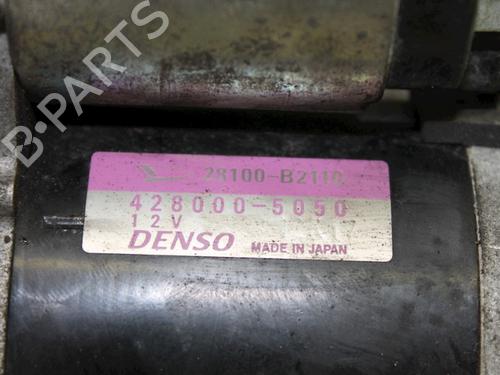 B-PARTS
28100-B2110
428000-5050
12V
DENSO MADE IN JAPAN